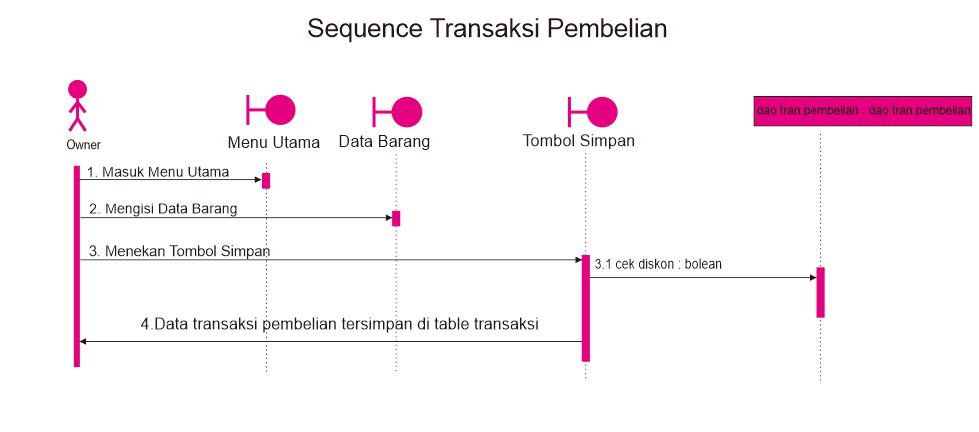 Sequence Transaksi Pembelian
Owner
Menu Utama
Data Barang
Tombol Simpan
dao tran.pembelian : dao tran.pembelian
1. Masuk Menu Utama
2. Mengisi Data Barang
3. Menekan Tombol Simpan
3.1 cek diskon : bolean
4.Data transaksi pembelian tersimpan di table transaksi